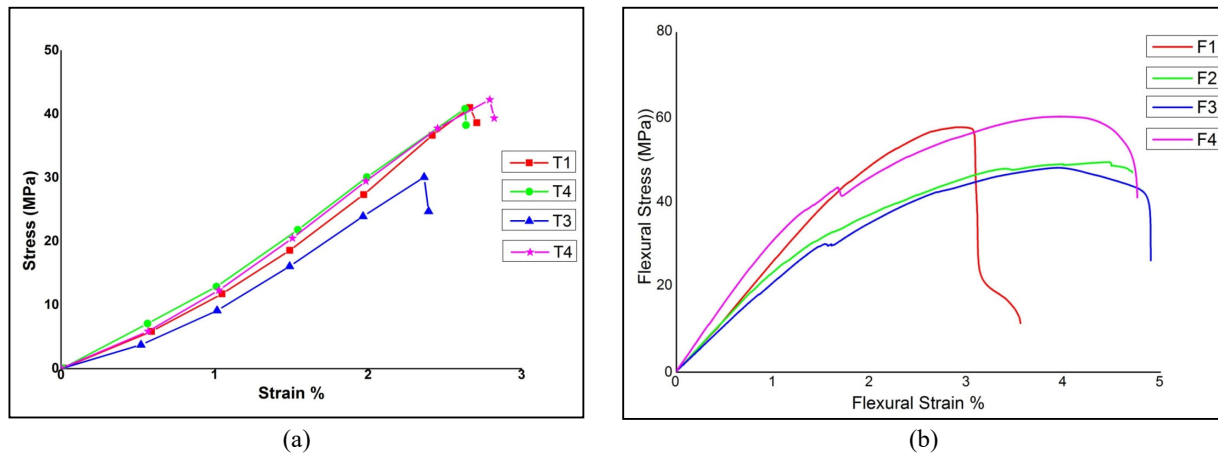 50
40
30
20
10
0
Stress (MPa)
0
1
2
3
Strain %
T1
T4
T3
T4
(a)
80
60
40
20
0
Flexural Stress (MPa))
0
1
2
3
4
5
Flexural Strain %
F1
F2
F3
F4
(b)